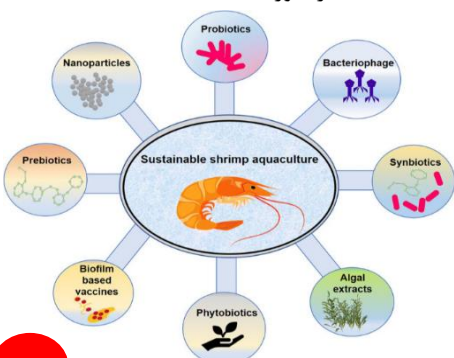 Probiotics
Nanoparticles
Bacteriophage
Prebiotics
Sustainable shrimp aquaculture
Synbiotics
Biofilm
based
vaccines
Algal
extracts
Phytobiotics